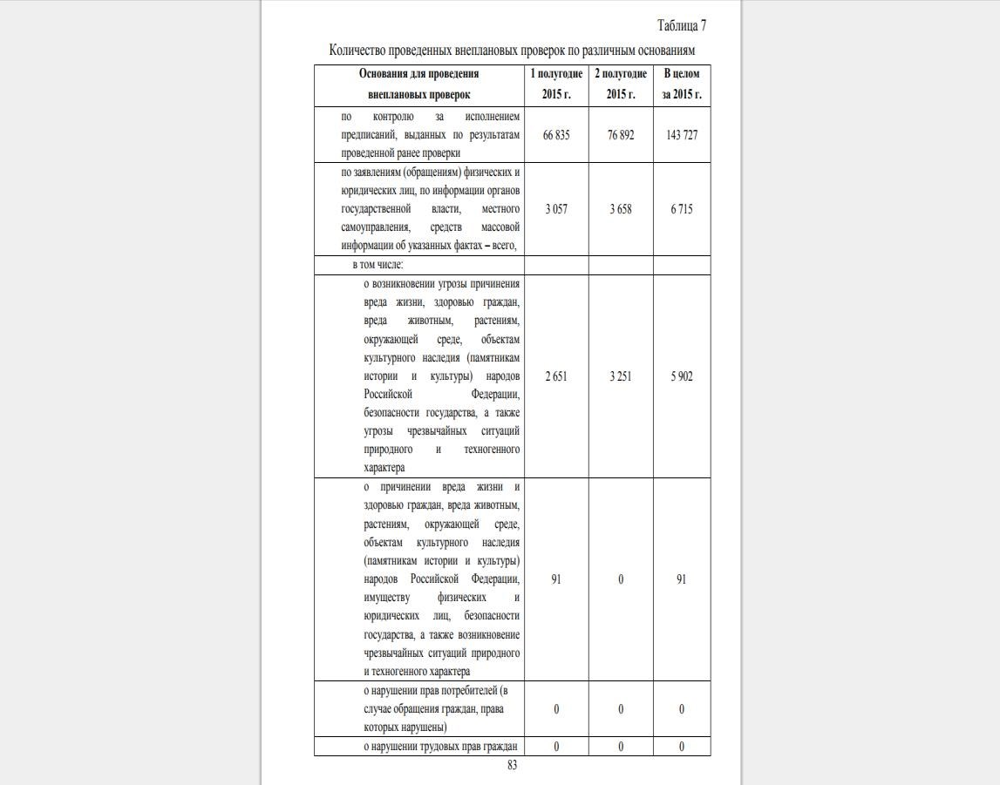 Таблица 7
Количество проведенных внеплановых проверок по различным основаниям
Основания для проведения
внеплановых проверок
1 полугодие
2015 г.
2 полугодие
2015 г.
В целом
за 2015 г.
по контролю за исполнением
предписаний, выданных по результатам
проведенной ранее проверки
66 835
76 892
143 727
по заявлениям (обращениям) физических и
юридических лиц, по информации органов
государственной власти, местного
самоуправления, средств массовой
информации об указанных фактах – всего,
3 057
3 658
6 715
в том числе:
о возникновении угрозы причинения
вреда жизни, здоровью граждан,
вреда животным, растениям,
окружающей среде, объектам
культурного наследия (памятникам
истории и культуры) народов
Российской Федерации,
безопасности государства, а также
угрозы чрезвычайных ситуаций
природного и техногенного
характера
2 651
3 251
5 902
о причинении вреда жизни и
здоровью граждан, вреда животным,
растениям, окружающей среде,
объектам культурного наследия
(памятникам истории и культуры)
народов Российской Федерации,
имуществу физических и
юридических лиц, безопасности
государства, а также возникновение
чрезвычайных ситуаций природного
и техногенного характера
91
0
91
о нарушении прав потребителей (в
случае обращения граждан, права
которых нарушены)
0
0
0
о нарушении трудовых прав граждан
0
0
0
83